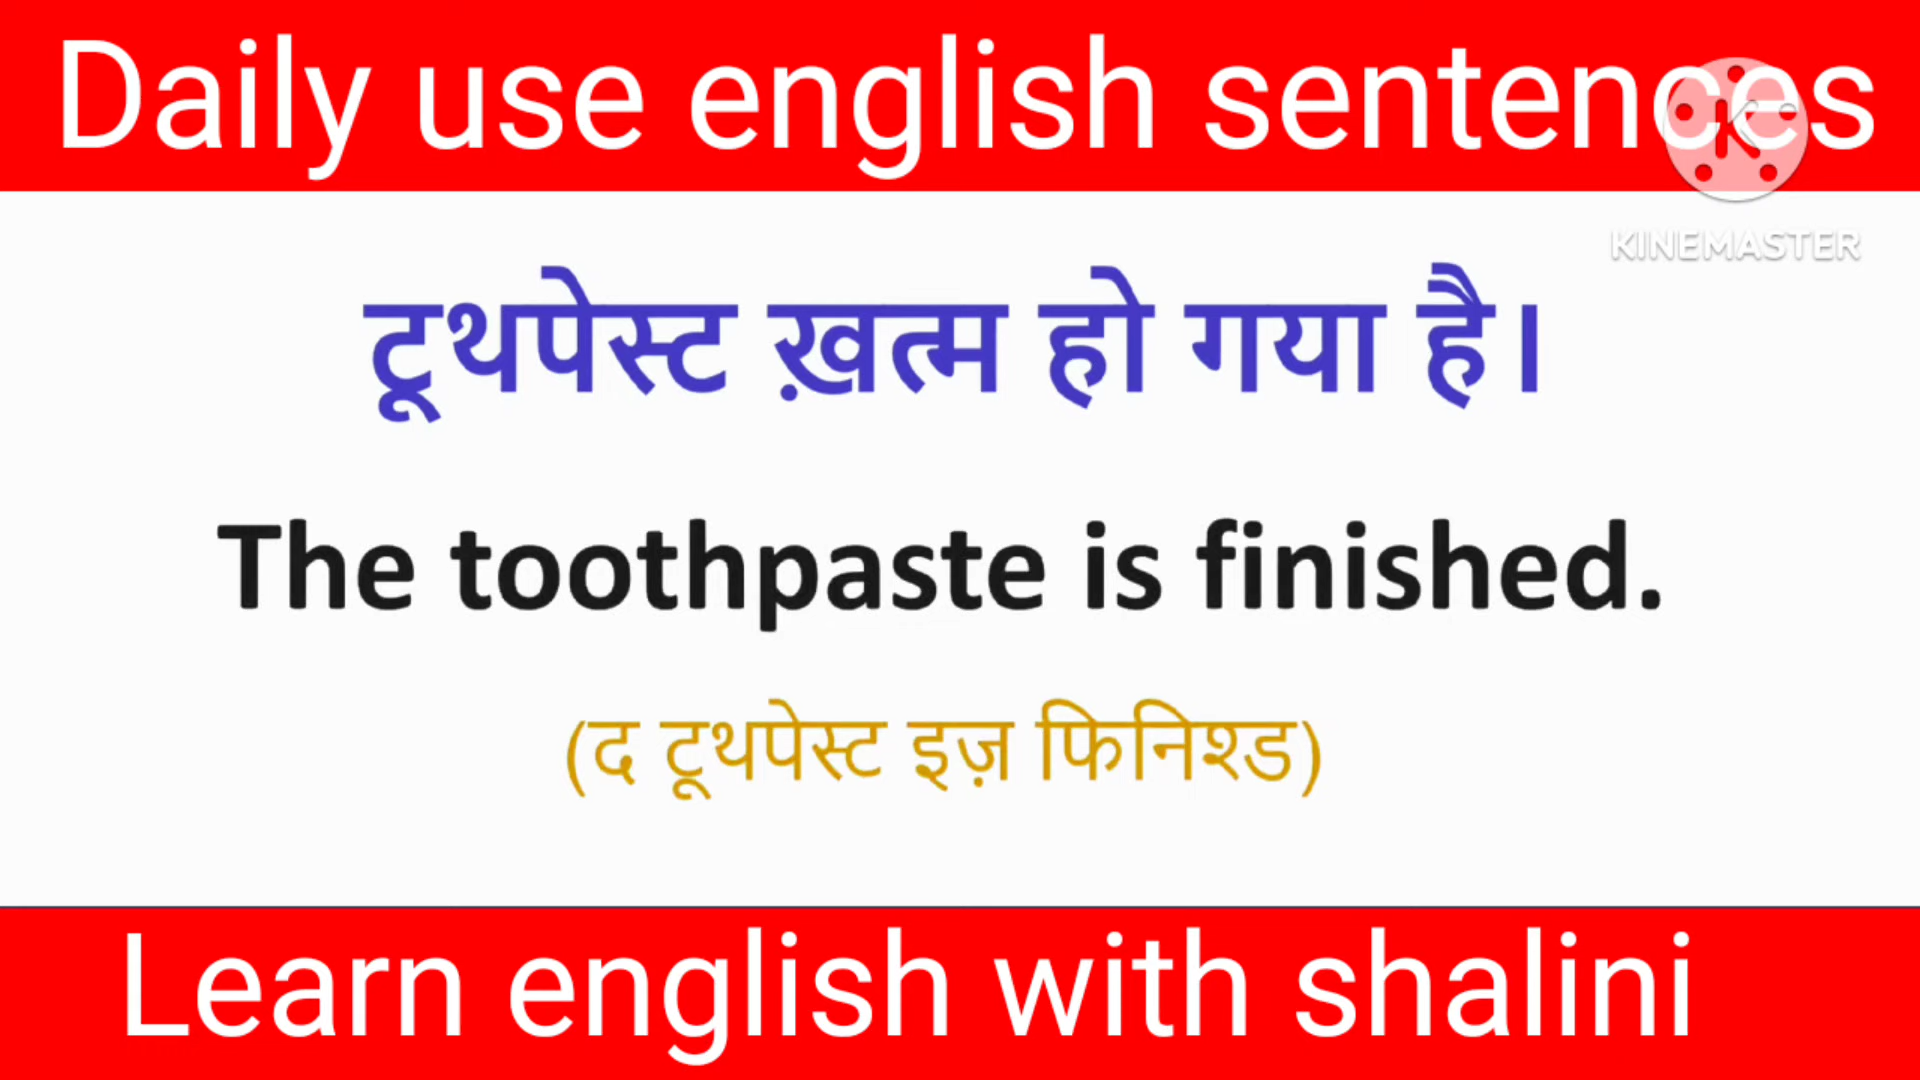 Daily use english sentences
KINEMASTER
टूथपेस्ट ख़त्म हो गया है।
The toothpaste is finished.
(द टूथपेस्ट इज़ फिनिश्ड)
Learn english with shalini